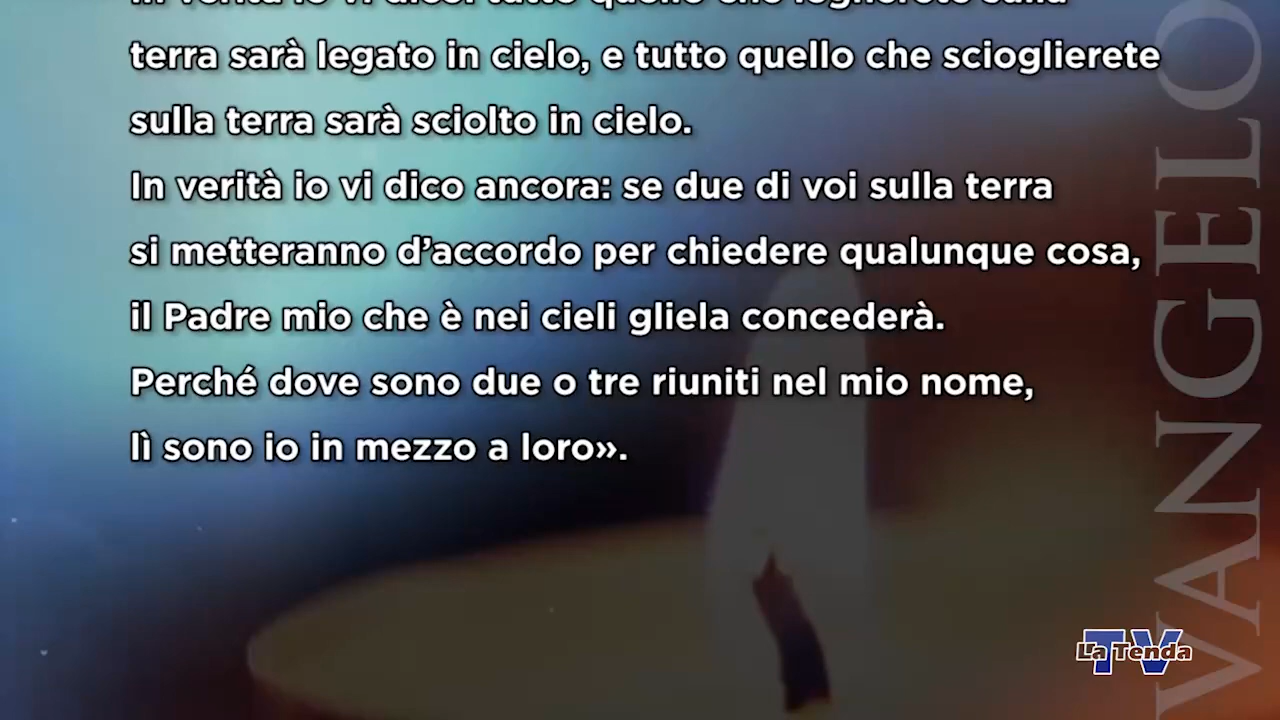 In verità io vi dico: tutto quello che legherete sulla
terra sarà legato in cielo, e tutto quello che scioglierete
sulla terra sarà sciolto in cielo.
In verità io vi dico ancora: se due di voi sulla terra
si metteranno d’accordo per chiedere qualunque cosa,
il Padre mio che è nei cieli gliela concederà.
Perché dove sono due o tre riuniti nel mio nome,
lì sono io in mezzo a loro».
VANGELO
TV
La Tenda